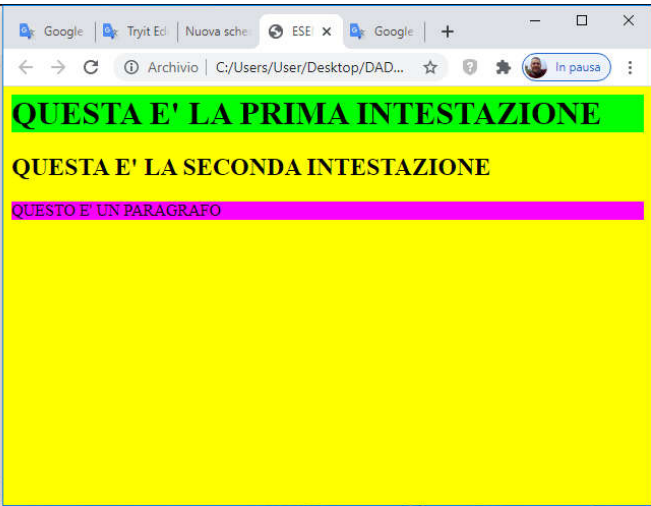 Google
Tryit Ed
Nuova sche
ESE
Google
Archivio
C:/Users/User/Desktop/DAD...
In pausa
QUESTA E' LA PRIMA INTESTAZIONE
QUESTA E' LA SECONDA INTESTAZIONE
QUESTO E' UN PARAGRAFO